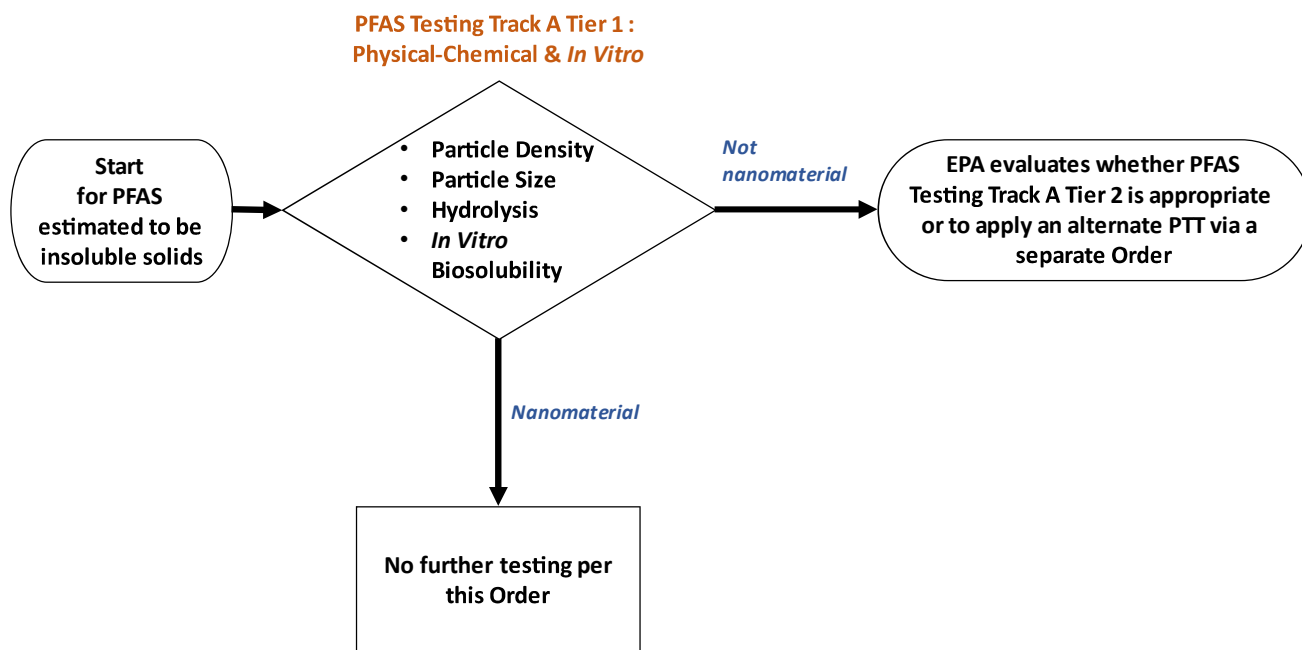 PFAS Testing Track A Tier 1 :
Physical-Chemical & In Vitro
Start
for PFAS
estimated to be
insoluble solids
• Particle Density
• Particle Size
• Hydrolysis
• In Vitro
Biosolubility
Not
nanomaterial
EPA evaluates whether PFAS
Testing Track A Tier 2 is appropriate
or to apply an alternate PTT via a
separate Order
Nanomaterial
No further testing per
this Order